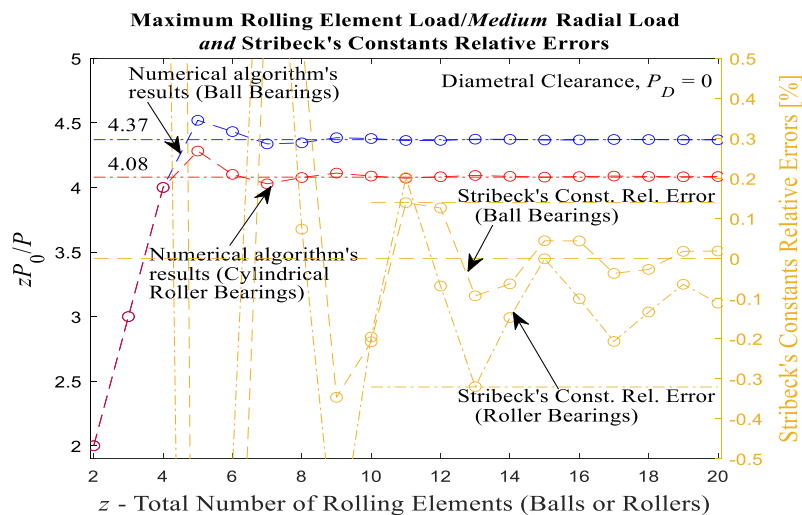 Maximum Rolling Element Load/Medium Radial Load
and Stribeck's Constants Relative Errors
5
4.5
4
3.5
3
2.5
2
zP0/P
Numerical algorithm's
results (Ball Bearings)
Diametral Clearance, PD = 0
4.37
4.08
Numerical algorithm's
results (Cylindrical
Roller Bearings)
Stribeck's Const. Rel. Error
(Ball Bearings)
Stribeck's Const. Rel. Error
(Roller Bearings)
0.5
0.4
0.3
0.2
0.1
0
-0.1
-0.2
-0.3
-0.4
-0.5
Stribeck's Constants Relative Errors [%]
2 4 6 8 10 12 14 16 18 20
z - Total Number of Rolling Elements (Balls or Rollers)